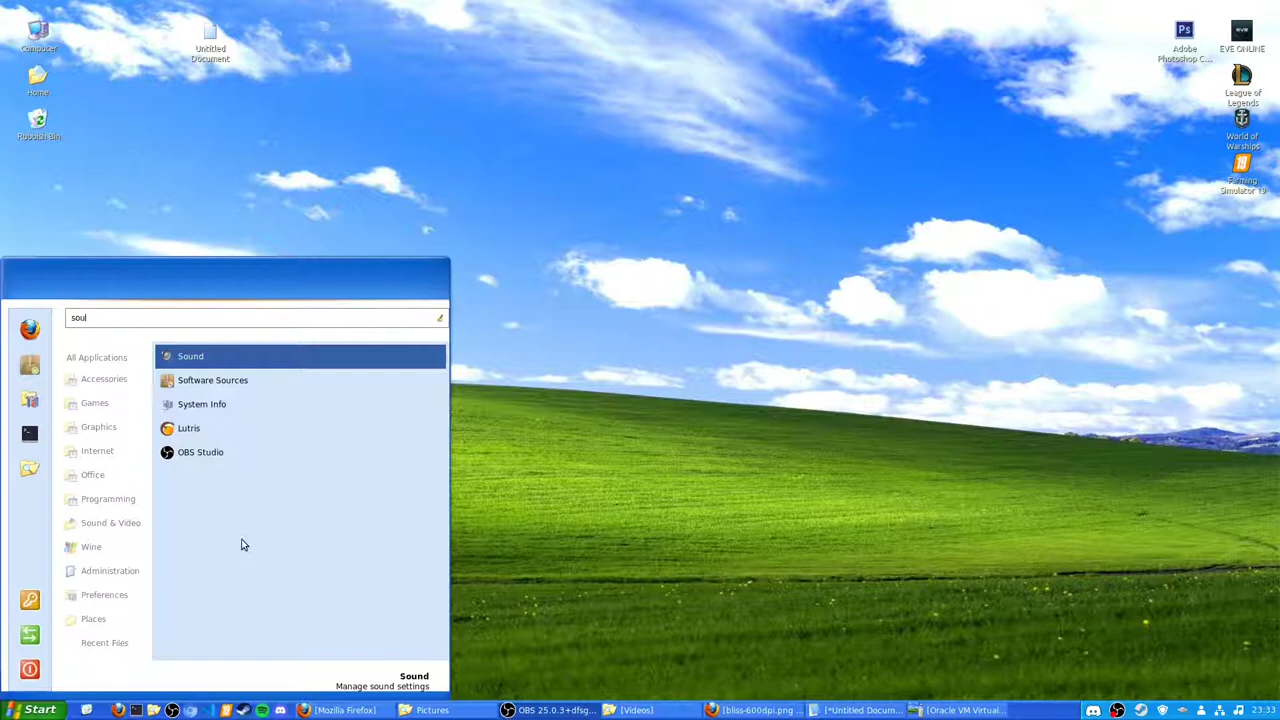 Computer
Home
Rubbish Bin
Untitled
Document
Adobe
Photoshop C...
EVE ONLINE
League of
Legends
World of
Warships
Farming
Simulator 19
soul
All Applications
Accessories
Games
Graphics
Internet
Office
Programming
Sound & Video
Wine
Administration
Preferences
Places
Recent Files
Sound
Software Sources
System Info
Lutris
OBS Studio
Sound
Manage sound settings
Start
[Mozilla Firefox]
Pictures
OBS 25.0.3+dfsg...
[Videos]
[bliss-600dpi.png ...
[*Untitled Docum...
[Oracle VM Virtual...
23:33